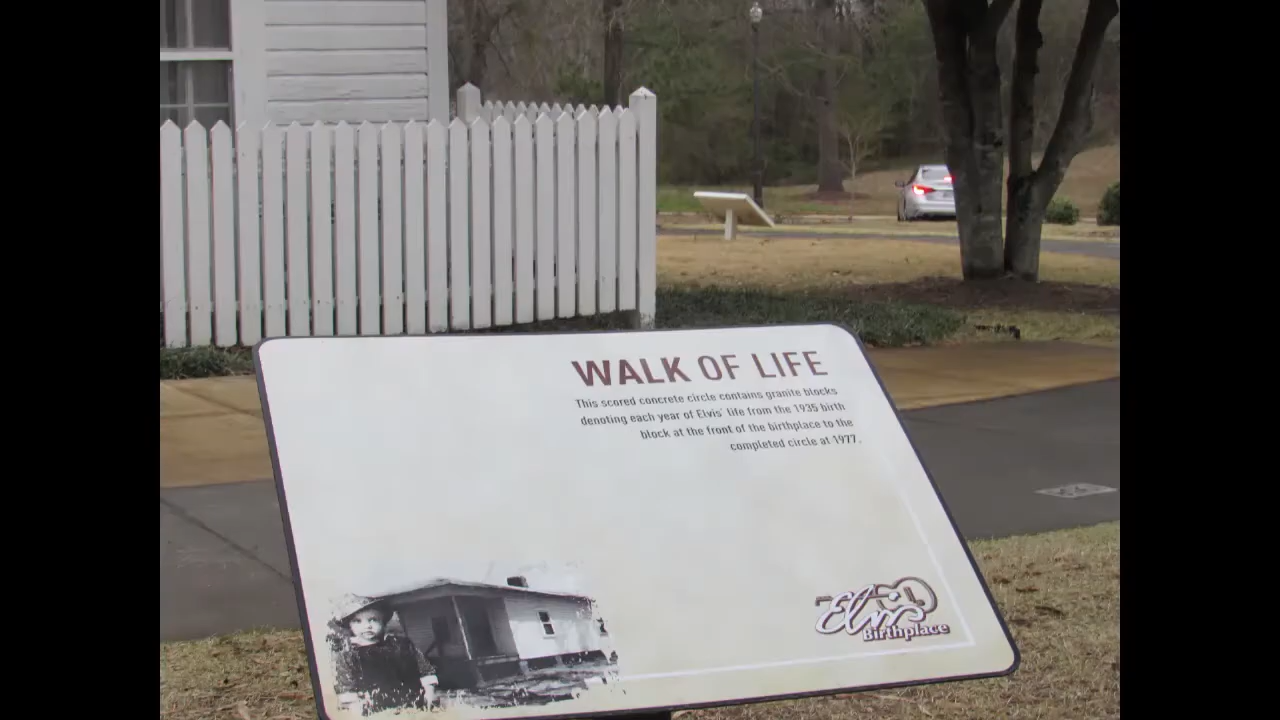 WALK OF LIFE
This scored concrete circle contains granite blocks
denoting each year of Elvis' life from the 1935 birth
block at the front of the birthplace to the
completed circle at 1977.
Elvis
Birthplace